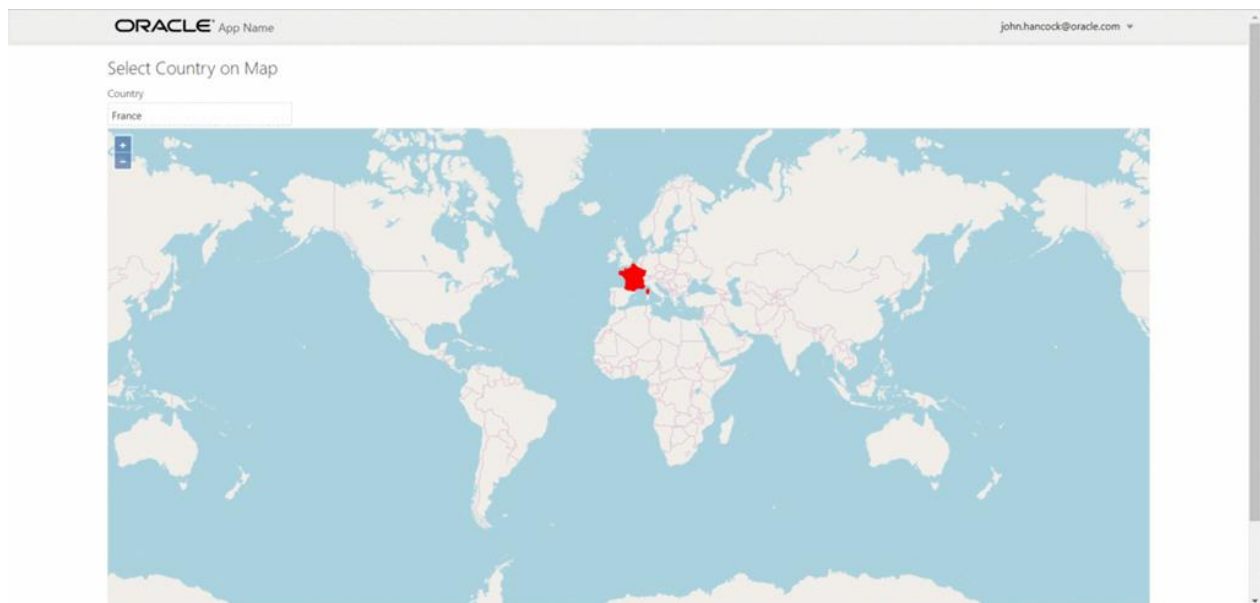 ORACLE® App Name
john.hancock@oracle.com
Select Country on Map
Country
France
+
-